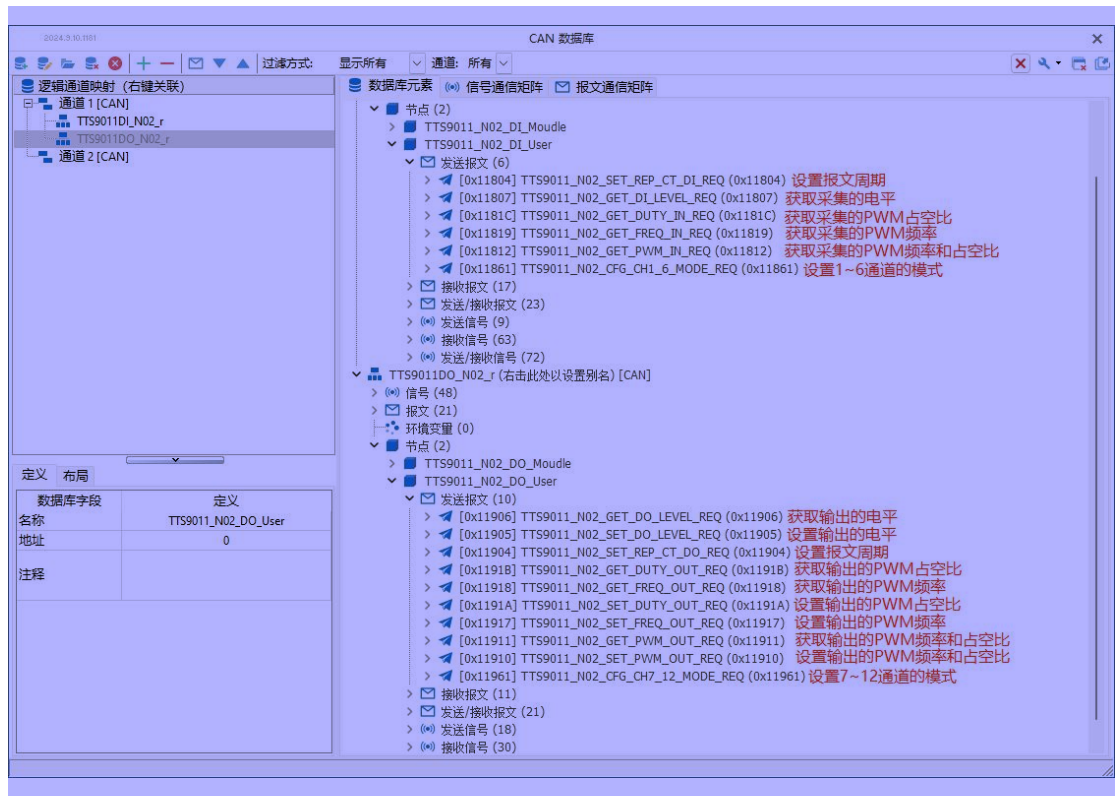 2024.9.10.1181
CAN 数据库
过滤方式: 显示所有 通道: 所有
逻辑通道映射（右键关联）
通道 1 [CAN]
TTS9011DI_N02_r
TTS9011DO_N02_r
通道 2 [CAN]
定义 布局
数据库字段 定义
名称 TTS9011_N02_DO_User
地址 0
注释
数据库元素 信号通信矩阵 报文通信矩阵
节点 (2)
TTS9011_N02_DI_Moudle
TTS9011_N02_DI_User
发送报文 (6)
[0x11804] TTS9011_N02_SET_REP_CT_DI_REQ (0x11804) 设置报文周期
[0x11807] TTS9011_N02_GET_DI_LEVEL_REQ (0x11807) 获取采集的电平
[0x1181C] TTS9011_N02_GET_DUTY_IN_REQ (0x1181C) 获取采集的PWM占空比
[0x11819] TTS9011_N02_GET_FREQ_IN_REQ (0x11819) 获取采集的PWM频率
[0x11812] TTS9011_N02_GET_PWM_IN_REQ (0x11812) 获取采集的PWM频率和占空比
[0x11861] TTS9011_N02_CFG_CH1_6_MODE_REQ (0x11861) 设置1~6通道的模式
接收报文 (17)
发送/接收报文 (23)
发送信号 (9)
接收信号 (63)
发送/接收信号 (72)
TTS9011DO_N02_r (右击此处以设置别名) [CAN]
信号 (48)
报文 (21)
环境变量 (0)
节点 (2)
TTS9011_N02_DO_Moudle
TTS9011_N02_DO_User
发送报文 (10)
[0x11906] TTS9011_N02_GET_DO_LEVEL_REQ (0x11906) 获取输出的电平
[0x11905] TTS9011_N02_SET_DO_LEVEL_REQ (0x11905) 设置输出的电平
[0x11904] TTS9011_N02_SET_REP_CT_DO_REQ (0x11904) 设置报文周期
[0x1191B] TTS9011_N02_GET_DUTY_OUT_REQ (0x1191B) 获取输出的PWM占空比
[0x11918] TTS9011_N02_GET_FREQ_OUT_REQ (0x11918) 获取输出的PWM频率
[0x1191A] TTS9011_N02_SET_DUTY_OUT_REQ (0x1191A) 设置输出的PWM占空比
[0x11917] TTS9011_N02_SET_FREQ_OUT_REQ (0x11917) 设置输出的PWM频率
[0x11911] TTS9011_N02_GET_PWM_OUT_REQ (0x11911) 获取输出的PWM频率和占空比
[0x11910] TTS9011_N02_SET_PWM_OUT_REQ (0x11910) 设置输出的PWM频率和占空比
[0x11961] TTS9011_N02_CFG_CH7_12_MODE_REQ (0x11961) 设置7~12通道的模式
接收报文 (11)
发送/接收报文 (21)
发送信号 (18)
接收信号 (30)